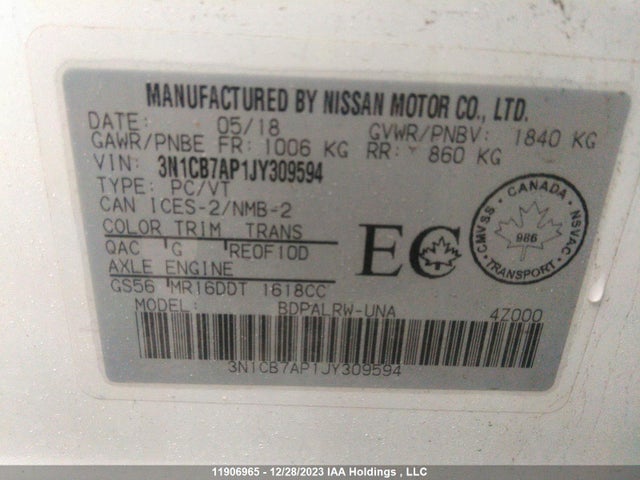 MANUFACTURED BY NISSAN MOTOR CO., LTD.
DATE: 05/18 GVWR/PNBV: 1840 KG
GAWR/PNBE FR: 1006 KG RR: 860 KG
VIN: 3N1CB7AP1JY309594
TYPE: PC/VT
CAN ICES-2/NMB-2
COLOR TRIM TRANS
QAC G RE0F10D
AXLE ENGINE
GS56 MR16DDT 1618CC
MODEL: BDPALRW-UNA 4Z000
3N1CB7AP1JY309594
EC
CANADA
CMVSS NSVAC
986
TRANSPORT
11906965 - 12/28/2023 IAA Holdings , LLC